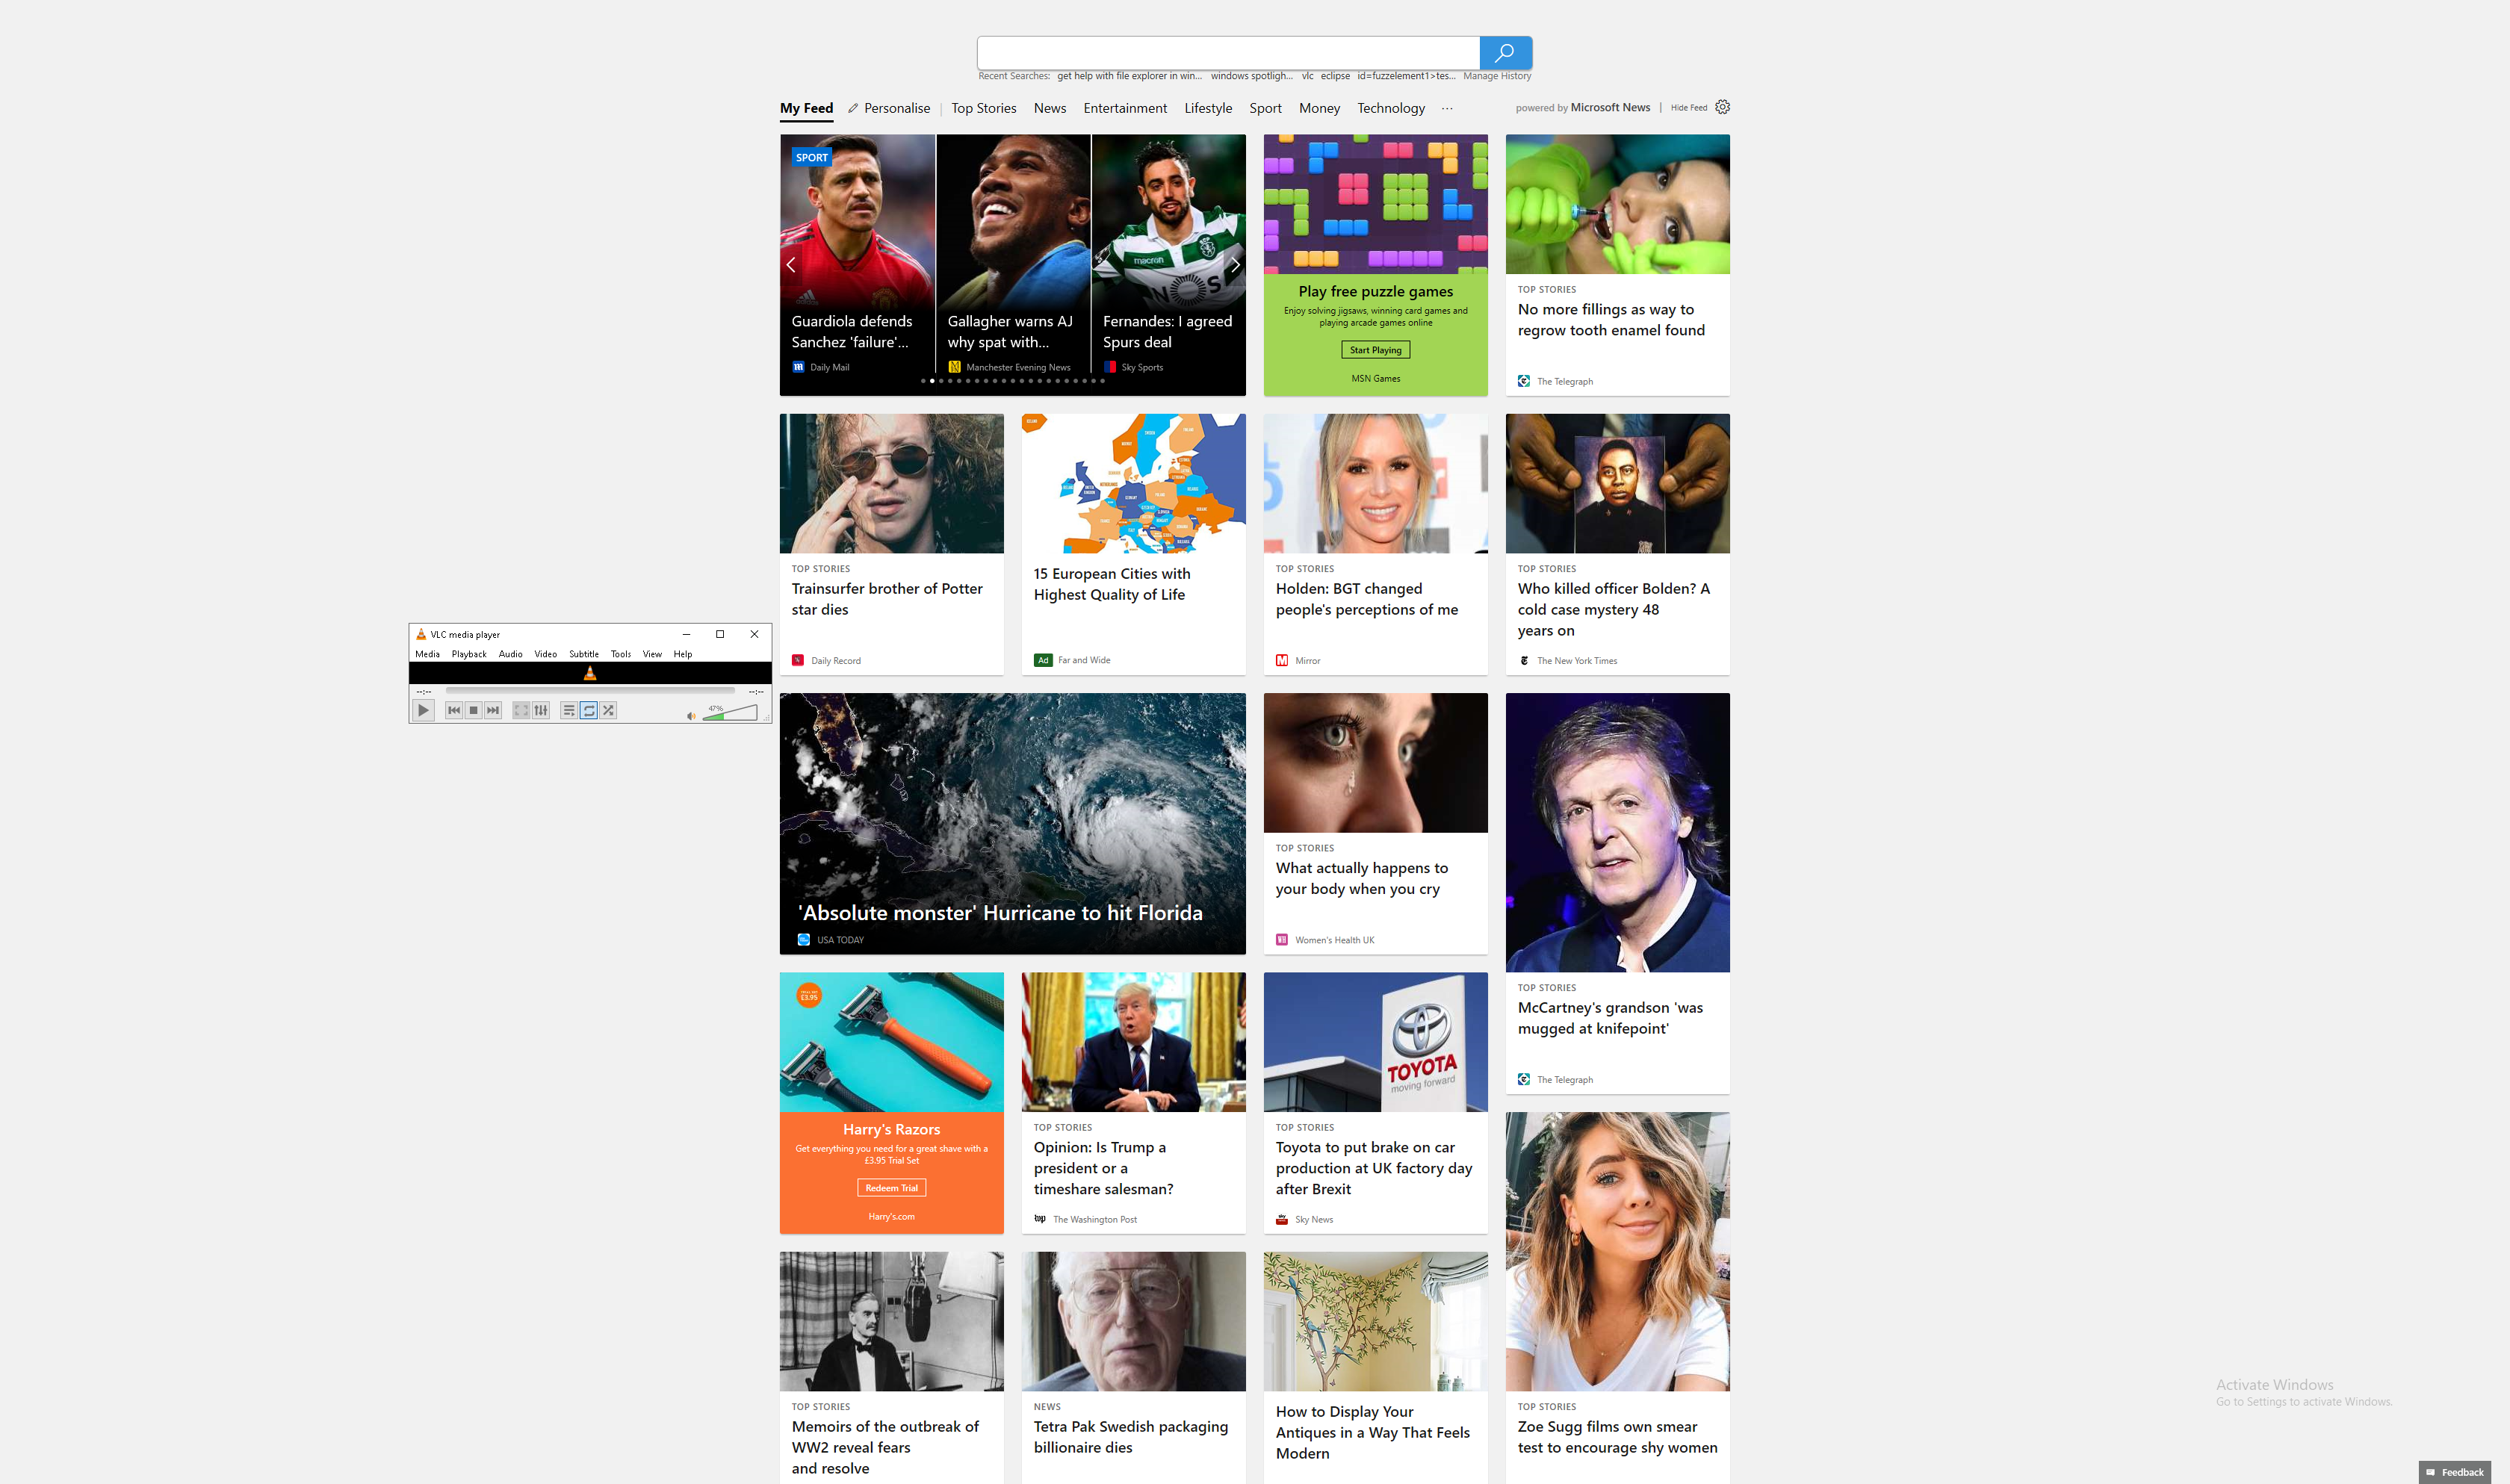 Recent Searches: get help with file explorer in win... windows spotligh... vlc eclipse id=fuzzelement1>tes... Manage History
My Feed Personalise | Top Stories News Entertainment Lifestyle Sport Money Technology ... powered by Microsoft News | Hide Feed
SPORT
Guardiola defends
Sanchez 'failure'...
Daily Mail
Gallagher warns AJ
why spat with...
Manchester Evening News
Fernandes: I agreed
Spurs deal
Sky Sports
Play free puzzle games
Enjoy solving jigsaws, winning card games and
playing arcade games online
Start Playing
MSN Games
TOP STORIES
No more fillings as way to
regrow tooth enamel found
The Telegraph
TOP STORIES
Trainsurfer brother of Potter
star dies
Daily Record
15 European Cities with
Highest Quality of Life
Ad Far and Wide
TOP STORIES
Holden: BGT changed
people's perceptions of me
Mirror
TOP STORIES
Who killed officer Bolden? A
cold case mystery 48
years on
The New York Times
VLC media player
Media Playback Audio Video Subtitle Tools View Help
--:-- --:--
47%
'Absolute monster' Hurricane to hit Florida
USA TODAY
TOP STORIES
What actually happens to
your body when you cry
Women's Health UK
TOP STORIES
McCartney's grandson 'was
mugged at knifepoint'
The Telegraph
£3.95
Harry's Razors
Get everything you need for a great shave with a
£3.95 Trial Set
Redeem Trial
Harry's.com
TOP STORIES
Opinion: Is Trump a
president or a
timeshare salesman?
The Washington Post
TOYOTA
moving forward
TOP STORIES
Toyota to put brake on car
production at UK factory day
after Brexit
Sky News
TOP STORIES
Memoirs of the outbreak of
WW2 reveal fears
and resolve
NEWS
Tetra Pak Swedish packaging
billionaire dies
How to Display Your
Antiques in a Way That Feels
Modern
TOP STORIES
Zoe Sugg films own smear
test to encourage shy women
Activate Windows
Go to Settings to activate Windows.
Feedback